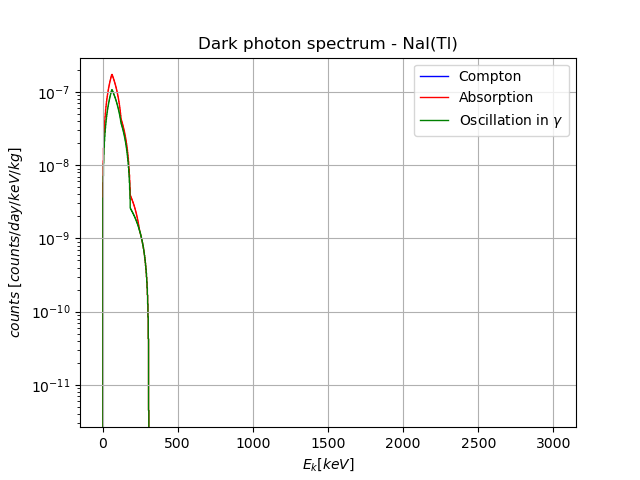 Dark photon spectrum - NaI(Tl)
Compton
Absorption
Oscillation in γ
10⁻⁷
10⁻⁸
10⁻⁹
10⁻¹⁰
10⁻¹¹
counts [counts/day/keV/kg]
0 500 1000 1500 2000 2500 3000
Eₖ[keV]